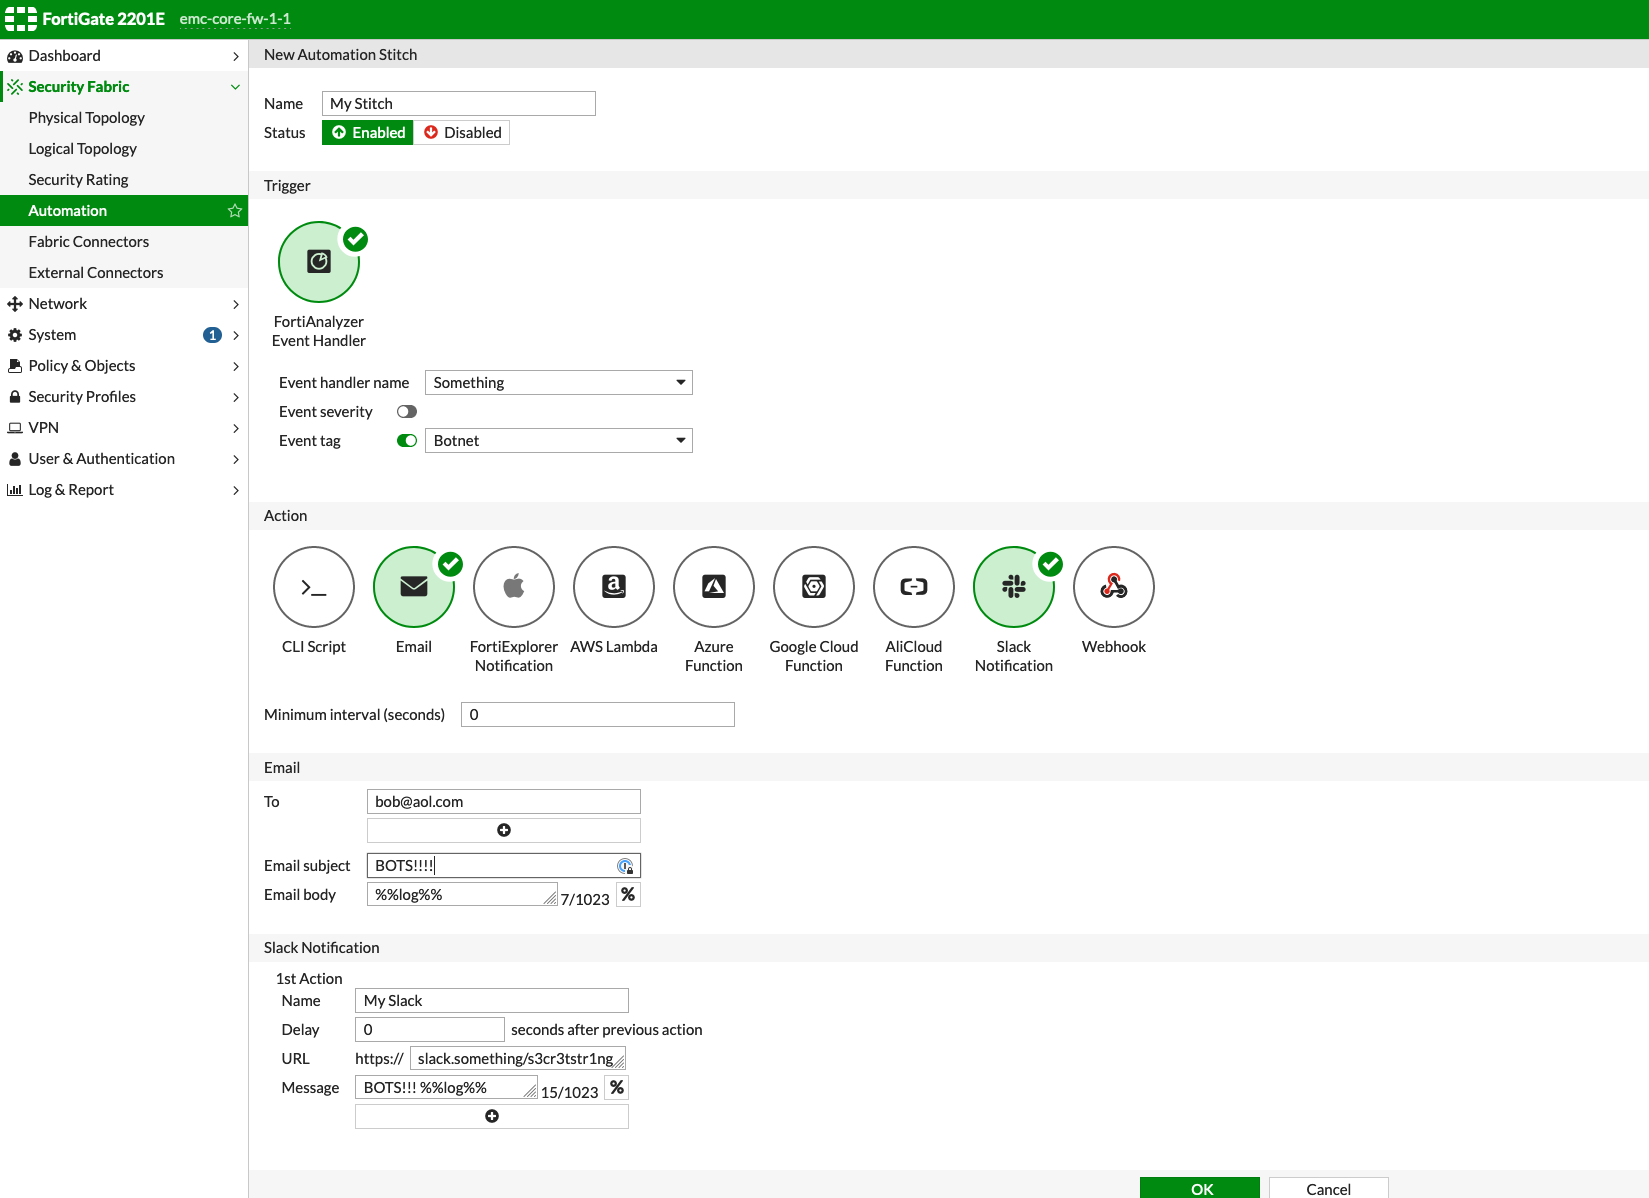 FortiGate 2201E emc-core-fw-1-1
Dashboard
Security Fabric
Physical Topology
Logical Topology
Security Rating
Automation
Fabric Connectors
External Connectors
Network
System 1
Policy & Objects
Security Profiles
VPN
User & Authentication
Log & Report
New Automation Stitch
Name My Stitch
Status Enabled Disabled
Trigger
FortiAnalyzer
Event Handler
Event handler name Something
Event severity
Event tag Botnet
Action
CLI Script
Email
FortiExplorer
Notification
AWS Lambda
Azure
Function
Google Cloud
Function
AliCloud
Function
Slack
Notification
Webhook
Minimum interval (seconds) 0
Email
To bob@aol.com
Email subject BOTS!!!!
Email body %%log%% 7/1023 %
Slack Notification
1st Action
Name My Slack
Delay 0 seconds after previous action
URL https:// slack.something/s3cr3tstr1ng
Message BOTS!!! %%log%% 15/1023 %
OK Cancel